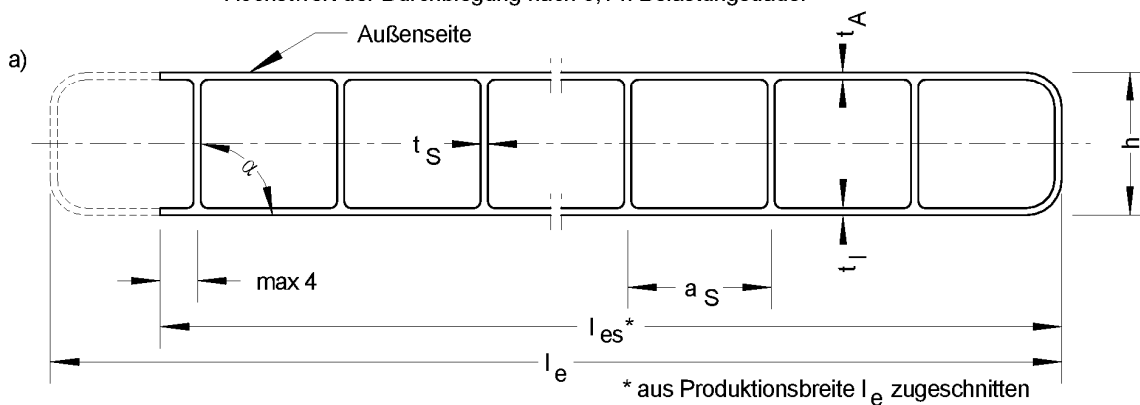 Außenseite
t A
a)
h
t S
α
t I
max 4
a S
l es*
l e
* aus Produktionsbreite l e zugeschnitten